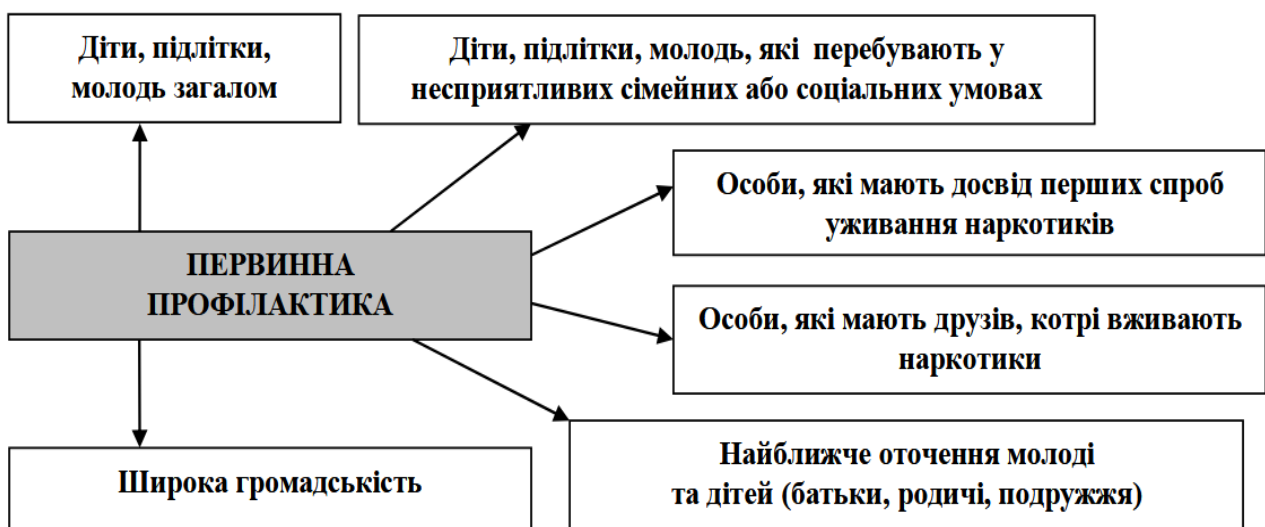 Діти, підлітки,
молодь загалом
Діти, підлітки, молодь, які перебувають у
несприятливих сімейних або соціальних умовах
Особи, які мають досвід перших спроб
уживання наркотиків
ПЕРВИННА
ПРОФІЛАКТИКА
Особи, які мають друзів, котрі вживають
наркотики
Широка громадськість
Найближче оточення молоді
та дітей (батьки, родичі, подружжя)